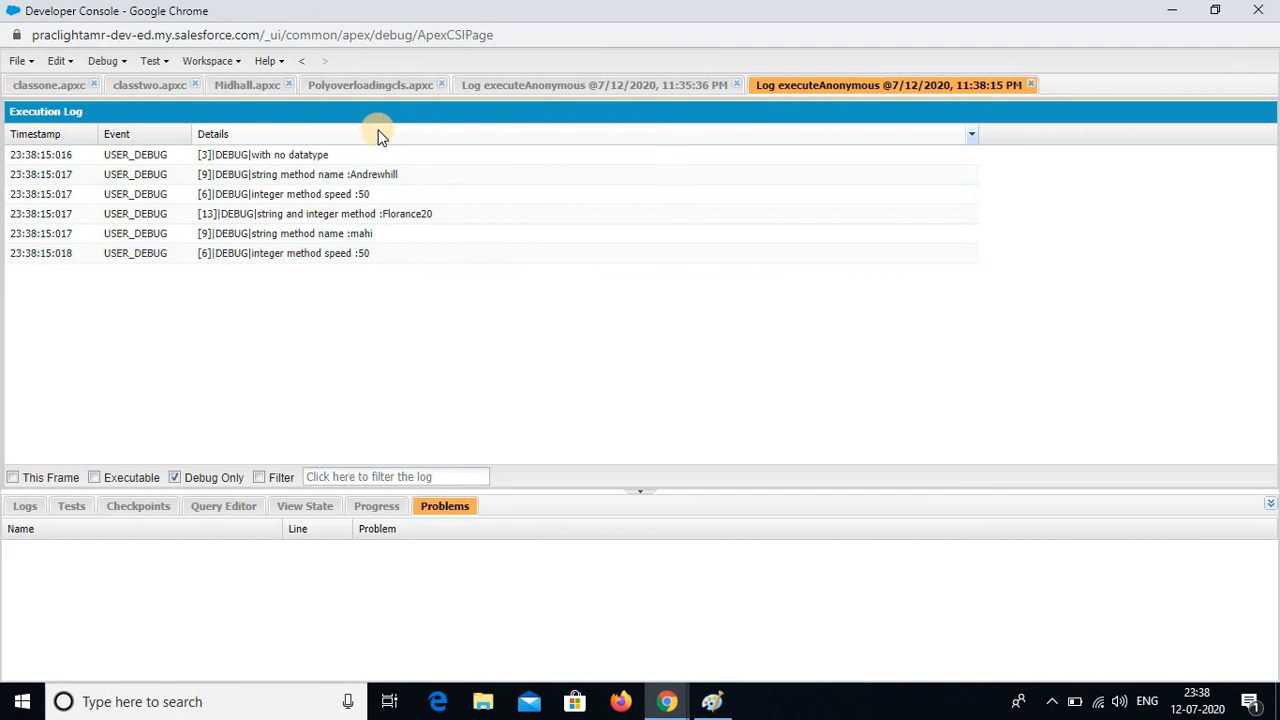 Developer Console - Google Chrome
praclightamr-dev-ed.my.salesforce.com/_ui/common/apex/debug/ApexCSIPage
File Edit Debug Test Workspace Help < >
classone.apxc classtwo.apxc Midhall.apxc Polyoverloadingcls.apxc Log executeAnonymous @7/12/2020, 11:35:36 PM Log executeAnonymous @7/12/2020, 11:38:15 PM
Execution Log
Timestamp Event Details
23:38:15:016 USER_DEBUG [3]|DEBUG|with no datatype
23:38:15:017 USER_DEBUG [9]|DEBUG|string method name :Andrewhill
23:38:15:017 USER_DEBUG [6]|DEBUG|integer method speed :50
23:38:15:017 USER_DEBUG [13]|DEBUG|string and integer method :Florance20
23:38:15:017 USER_DEBUG [9]|DEBUG|string method name :mahi
23:38:15:018 USER_DEBUG [6]|DEBUG|integer method speed :50
This Frame Executable Debug Only Filter Click here to filter the log
Logs Tests Checkpoints Query Editor View State Progress Problems
Name Line Problem
Type here to search
ENG
23:38
12-07-2020
1